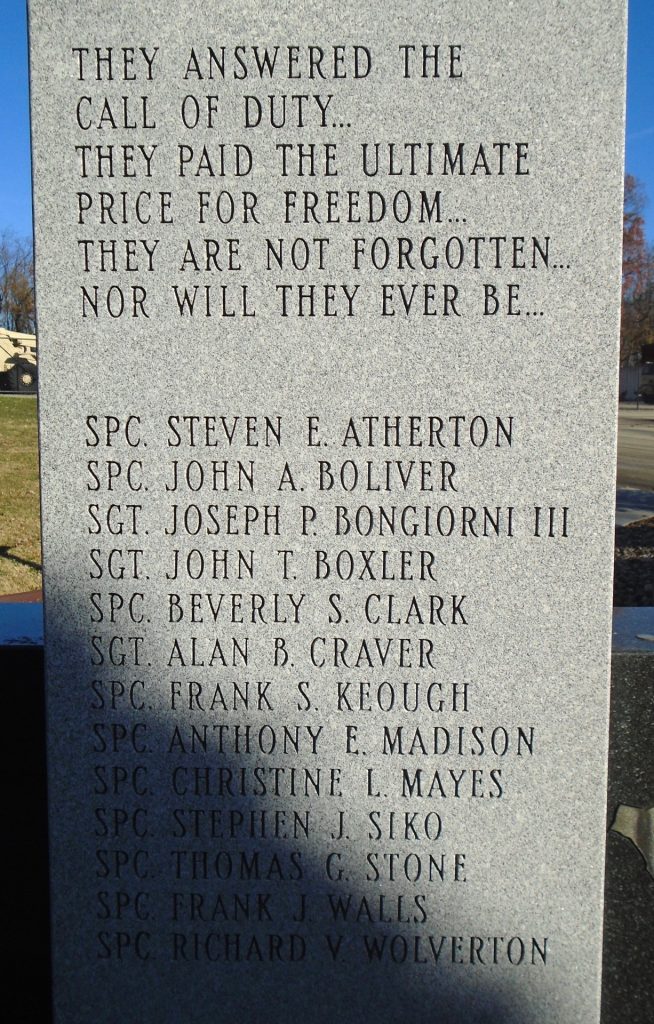 THEY ANSWERED THE
CALL OF DUTY...
THEY PAID THE ULTIMATE
PRICE FOR FREEDOM...
THEY ARE NOT FORGOTTEN...
NOR WILL THEY EVER BE...
SPC. STEVEN E. ATHERTON
SPC. JOHN A. BOLIVER
SGT. JOSEPH P. BONGIORNI III
SGT. JOHN T. BOXLER
SPC. BEVERLY S. CLARK
SGT. ALAN B. CRAVER
SPC. FRANK S. KEOUGH
SPC. ANTHONY E. MADISON
SPC. CHRISTINE L. MAYES
SPC. STEPHEN J. SIKO
SPC. THOMAS G. STONE
SPC. FRANK J. WALLS
SPC. RICHARD V. WOLVERTON